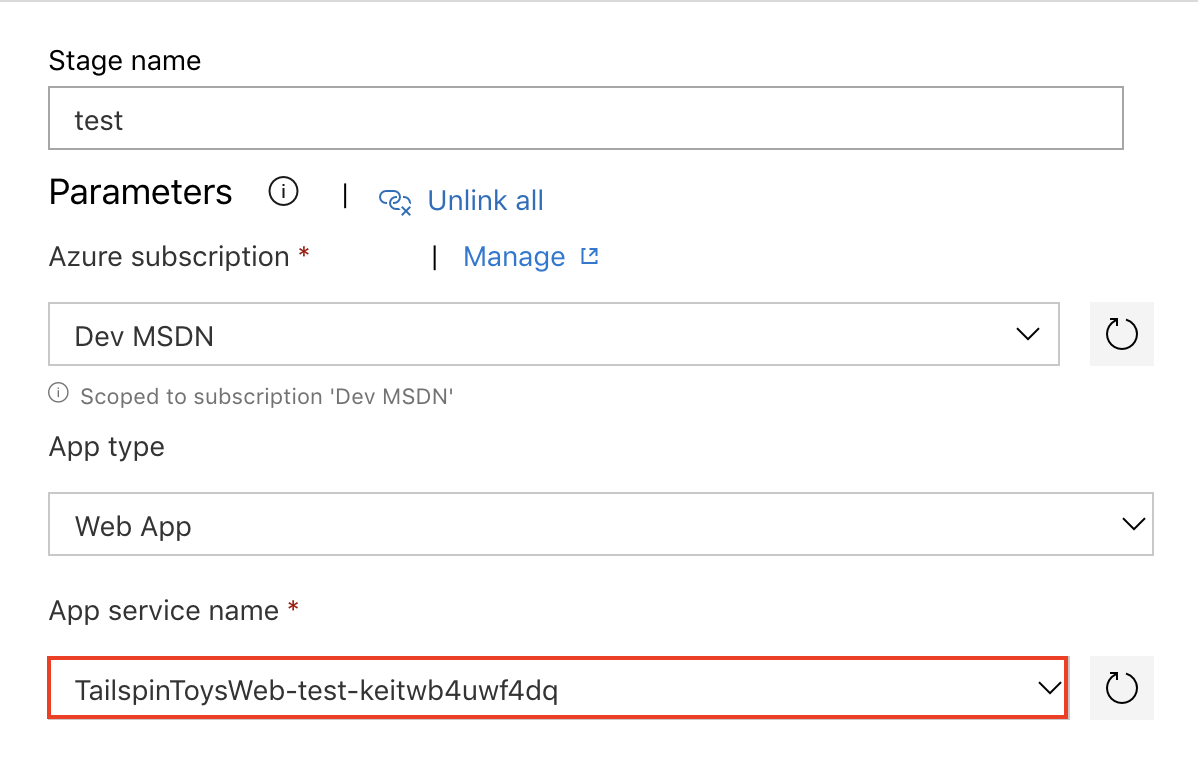 Stage name
test
Parameters | Unlink all
Azure subscription * | Manage
Dev MSDN
Scoped to subscription 'Dev MSDN'
App type
Web App
App service name *
TailspinToysWeb-test-keitwb4uwf4dq